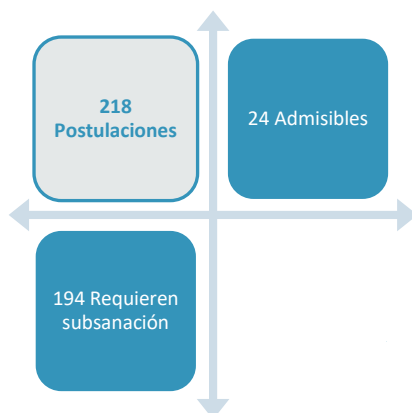 218
Postulaciones
24 Admisibles
194 Requieren
subsanación